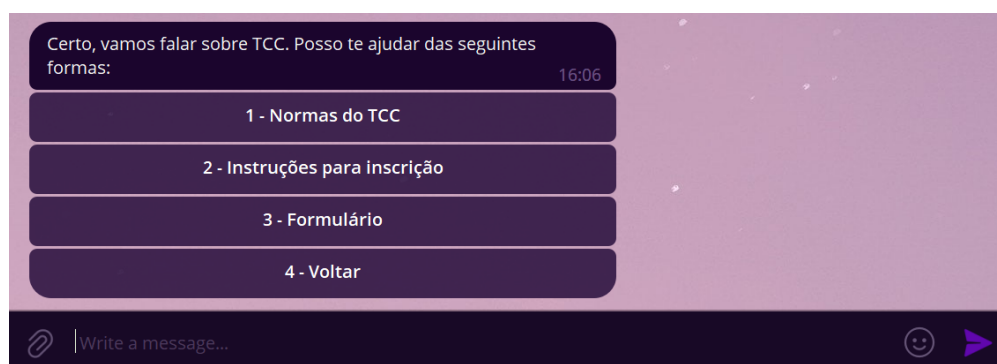 Certo, vamos falar sobre TCC. Posso te ajudar das seguintes
formas:
16:06
1 - Normas do TCC
2 - Instruções para inscrição
3 - Formulário
4 - Voltar
Write a message...